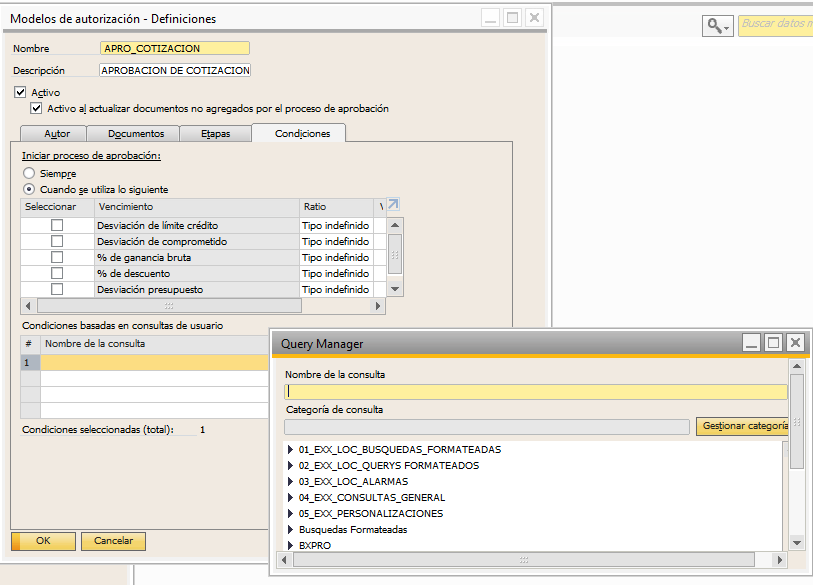 Modelos de autorización - Definiciones
Buscar datos m
Nombre APRO_COTIZACION
Descripción APROBACION DE COTIZACION
Activo
Activo al actualizar documentos no agregados por el proceso de aprobación
Autor Documentos Etapas Condiciones
Iniciar proceso de aprobación:
Siempre
Cuando se utiliza lo siguiente
Seleccionar Vencimiento Ratio V
Desviación de límite crédito Tipo indefinido
Desviación de comprometido Tipo indefinido
% de ganancia bruta Tipo indefinido
% de descuento Tipo indefinido
Desviación presupuesto Tipo indefinido
Condiciones basadas en consultas de usuario
# Nombre de la consulta
1
Condiciones seleccionadas (total): 1
OK Cancelar
Query Manager
Nombre de la consulta
Categoría de consulta
Gestionar categoría
01_EXX_LOC_BUSQUEDAS_FORMATEADAS
02_EXX_LOC_QUERYS FORMATEADOS
03_EXX_LOC_ALARMAS
04_EXX_CONSULTAS_GENERAL
05_EXX_PERSONALIZACIONES
Busquedas Formateadas
BXPRO